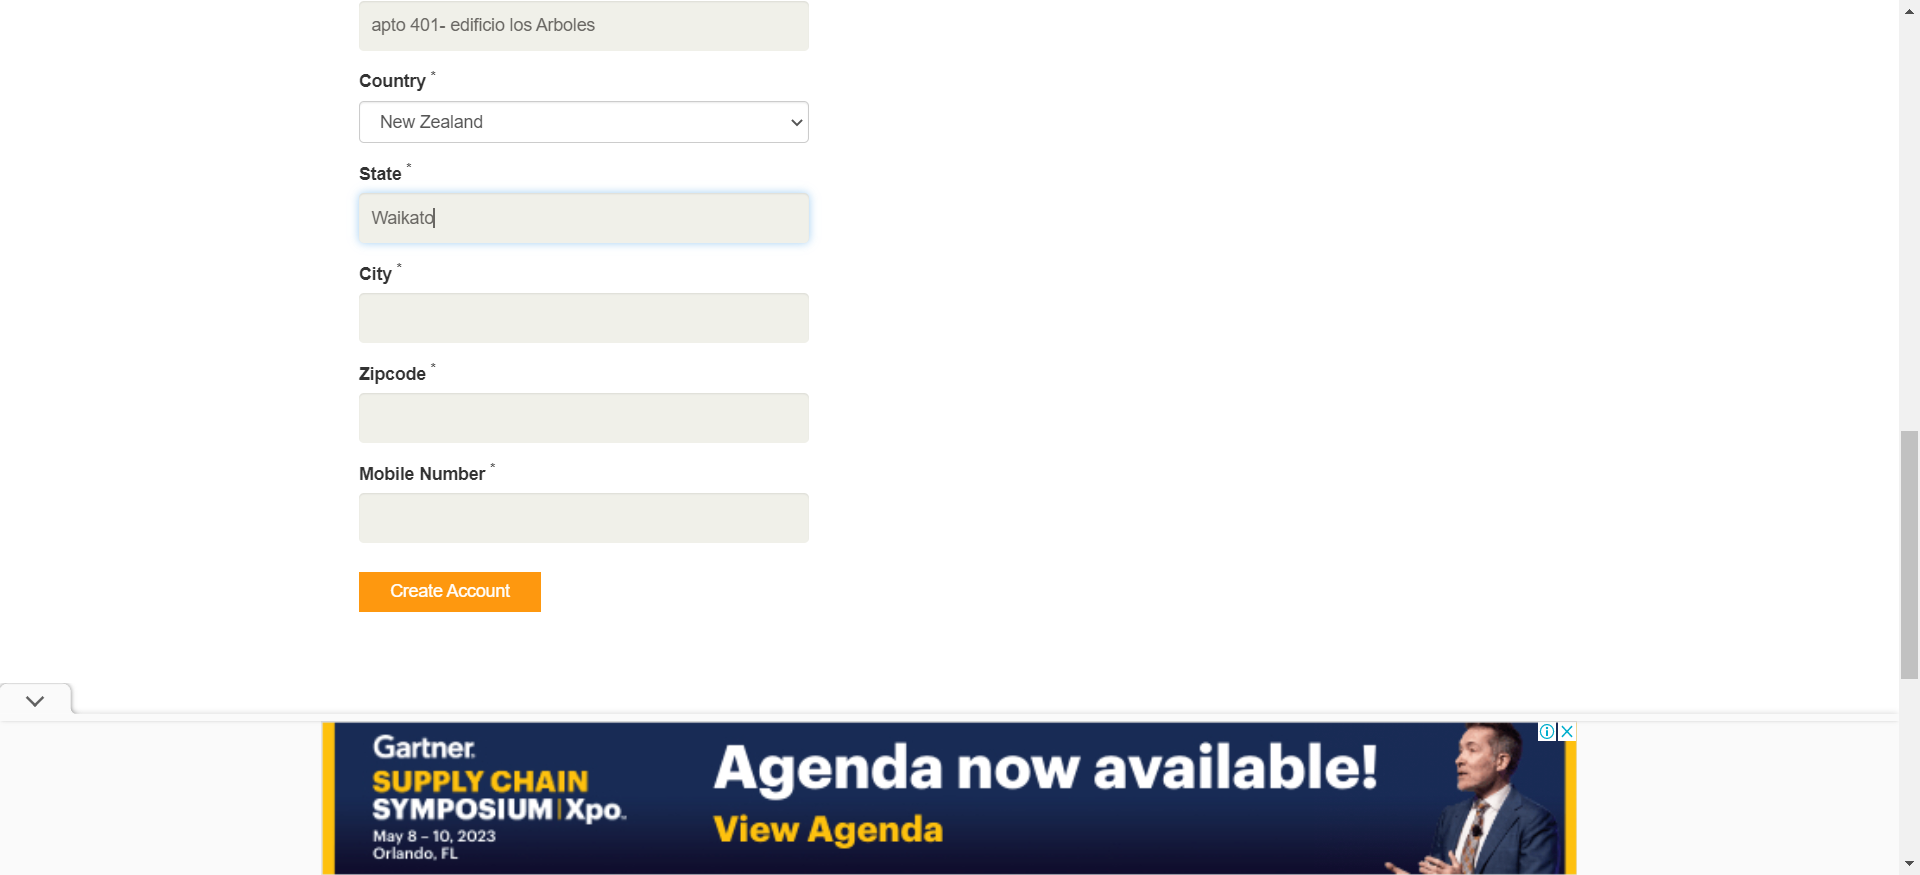 apto 401- edificio los Arboles
Country *
New Zealand
State *
Waikato
City *
Zipcode *
Mobile Number *
Create Account
Gartner.
SUPPLY CHAIN
SYMPOSIUM | Xpo™
May 8 – 10, 2023
Orlando, FL
Agenda now available!
View Agenda